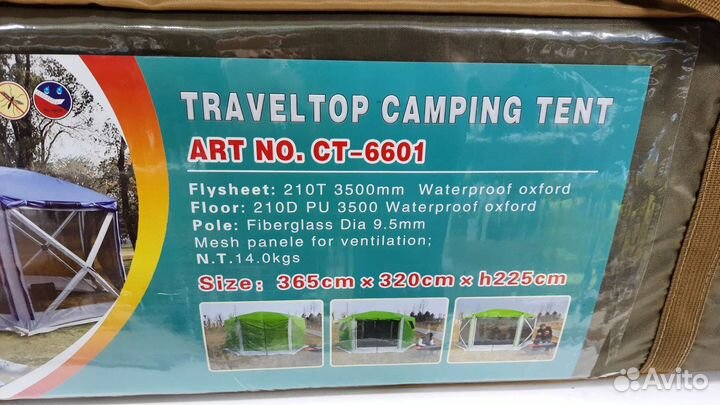 TRAVELTOP CAMPING TENT
ART NO. CT-6601
Flysheet: 210T 3500mm Waterproof oxford
Floor: 210D PU 3500 Waterproof oxford
Pole: Fiberglass Dia 9.5mm
Mesh panele for ventilation;
N.T.14.0kgs
Size: 365cm × 320cm × h225cm
Avito